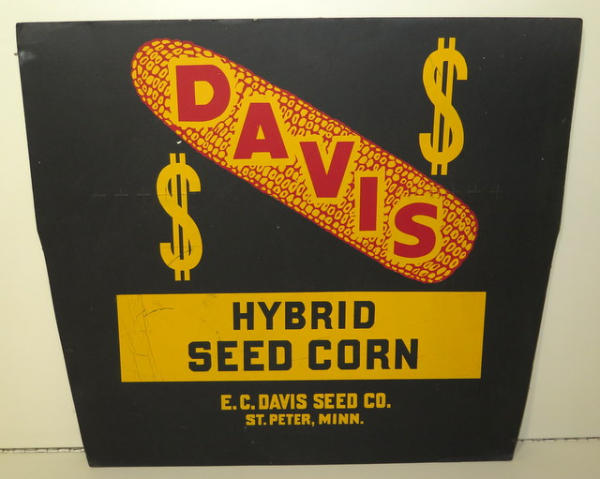 DAVIS
$
$
HYBRID
SEED CORN
E. C. DAVIS SEED CO.
ST. PETER, MINN.